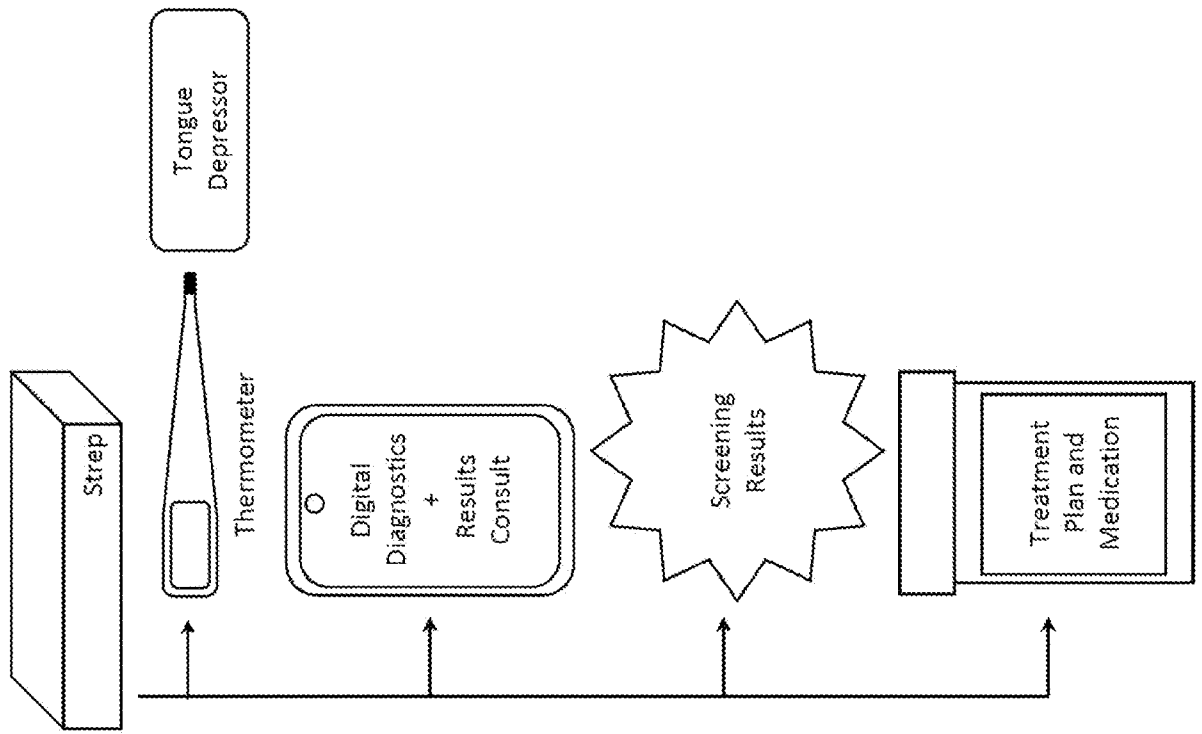 Strep
Thermometer
Tongue
Depressor
Digital
Diagnostics
+
Results
Consult
Screening
Results
Treatment
Plan and
Medication